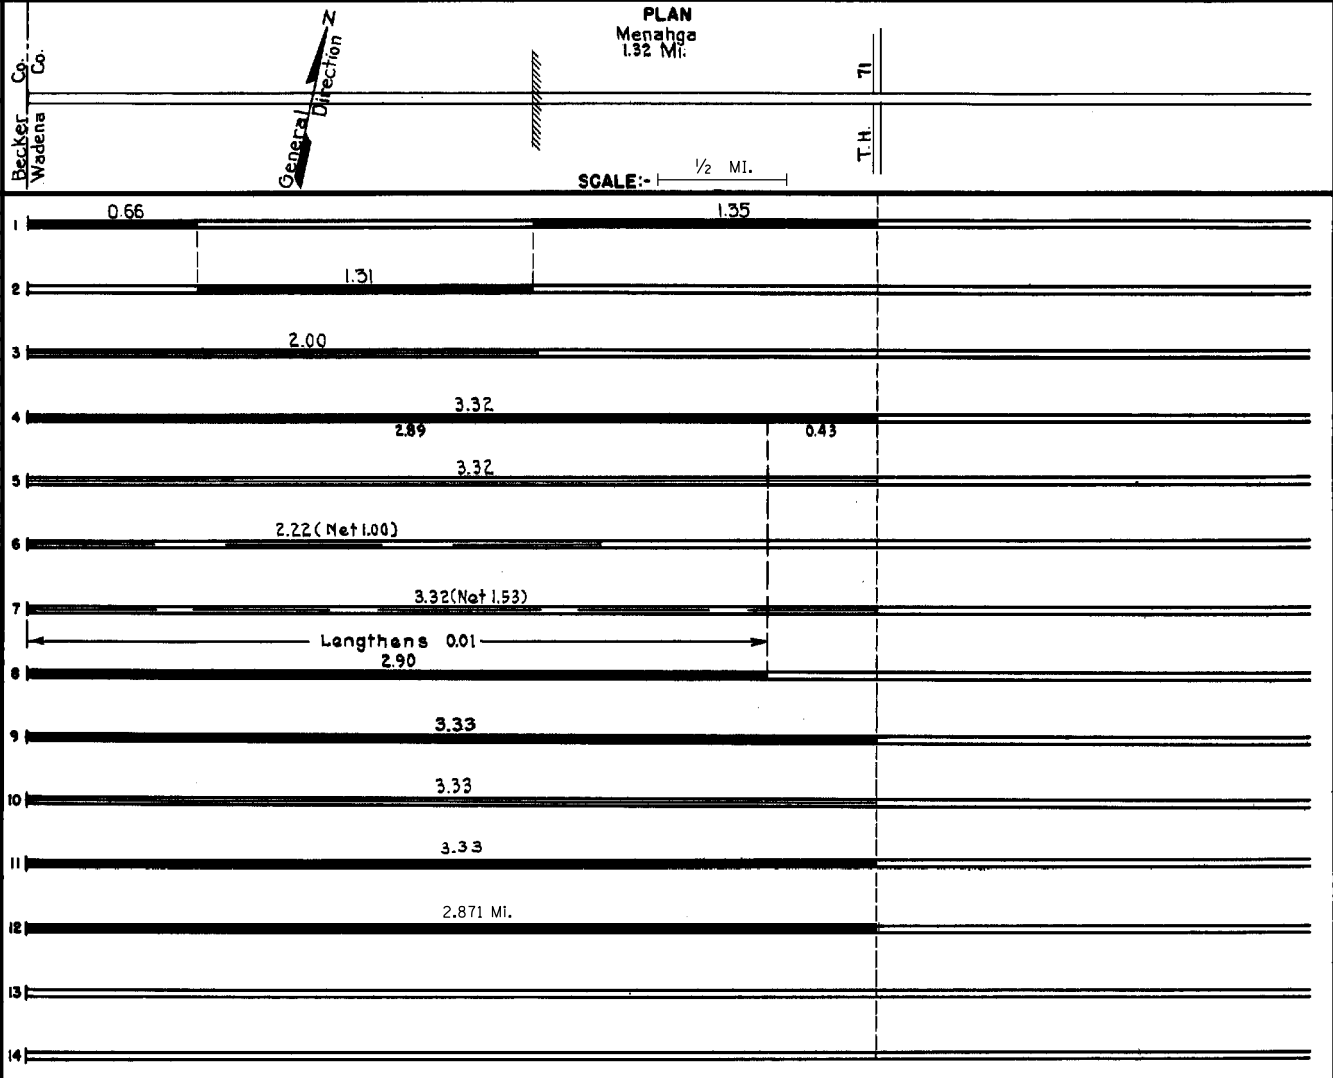 PLAN
Menahga
1.32 Mi.
Becker Co.
Wadena Co.
N
General Direction
T.H. 71
SCALE:- 1/2 MI.
0.66 1.35
1
1.31
2
2.00
3
3.32
4
2.89 0.43
3.32
5
2.22 (Net 1.00)
6
3.32 (Net 1.53)
7
Lengthens 0.01
2.90
8
3.33
9
3.33
10
3.33
11
2.871 Mi.
12
13
14